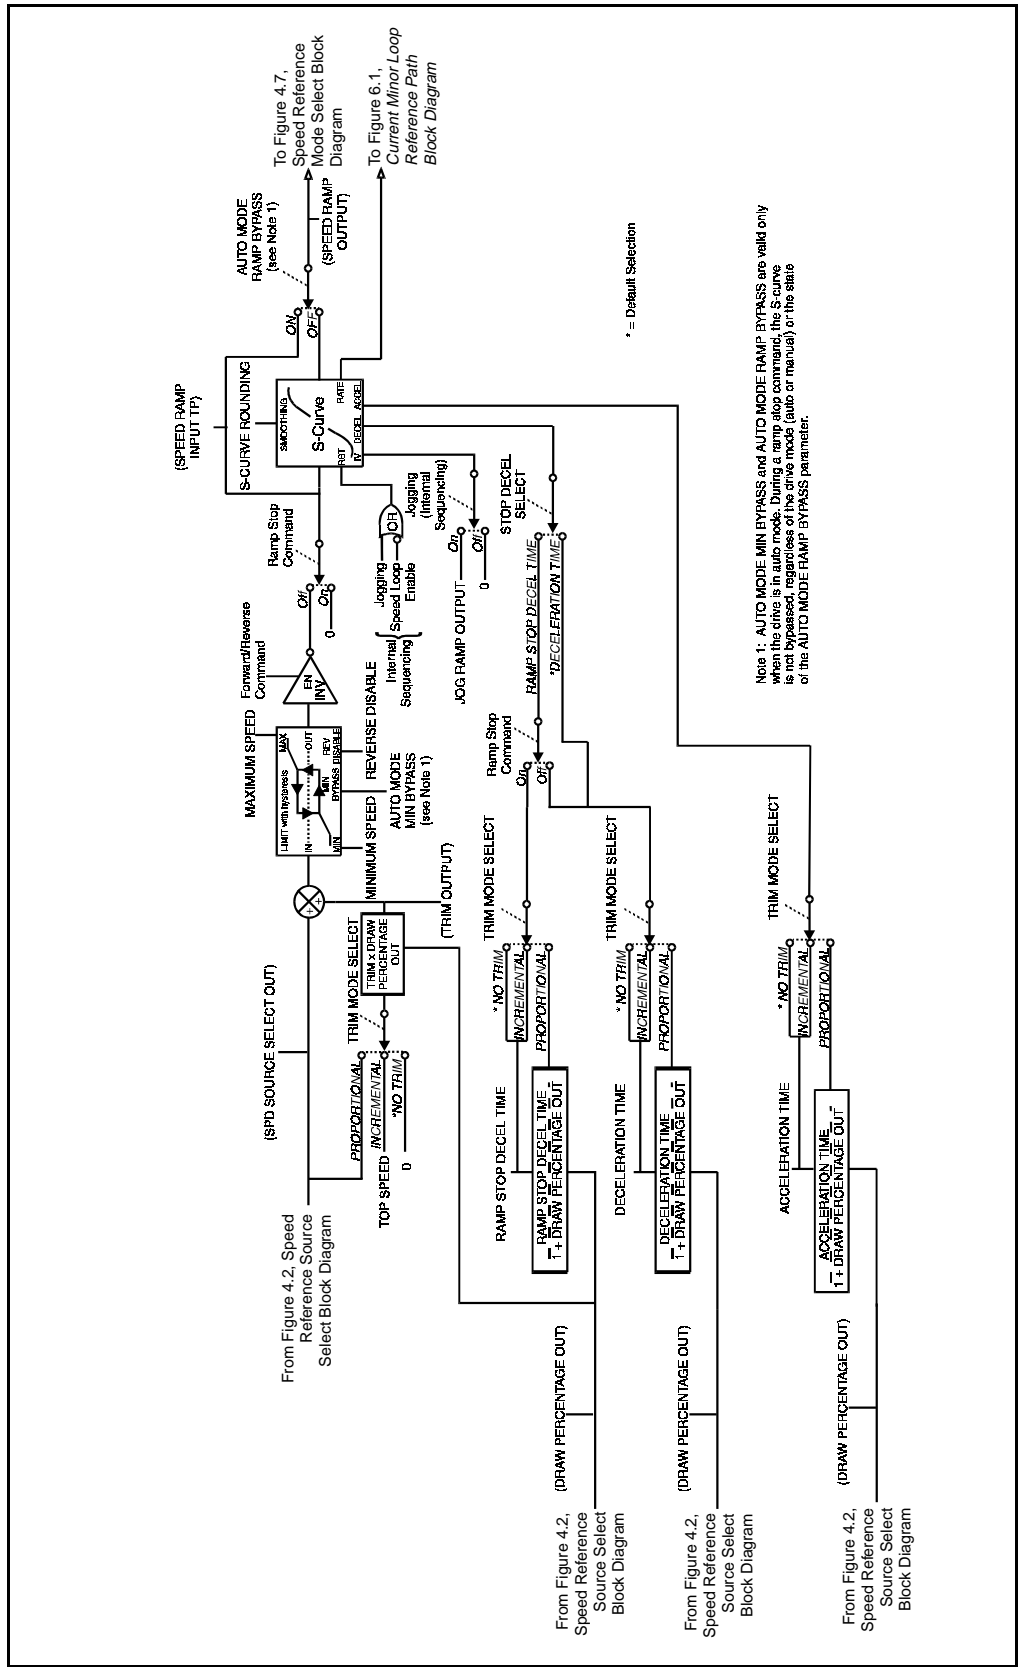 (SPEED RAMP
INPUT TP)
From Figure 4.2, Speed
Reference Source
Select Block Diagram
(SPD SOURCE SELECT OUT)
PROPORTIONAL
INCREMENTAL
*NO TRIM
TOP SPEED
0
TRIM MODE SELECT
TRIM x DRAW
PERCENTAGE
OUT
(TRIM OUTPUT)
+
+
MAXIMUM SPEED
LIMIT with hysteresis
MAX
IN
OUT
MIN
MIN
BYPASS
REV
DISABLE
MINIMUM SPEED
AUTO MODE
MIN BYPASS
(see Note 1)
REVERSE DISABLE
Forward/Reverse
Command
EN
INV
Ramp Stop
Command
Off
On
0
S-CURVE ROUNDING
SMOOTHING
S-Curve
RST
IV
DECEL
ACCEL
RATE
Jogging
Speed Loop
Enable
Internal
Sequencing
OR
Jogging
(Internal
Sequencing)
On
Off
JOG RAMP OUTPUT
0
ON
OFF
AUTO MODE
RAMP BYPASS
(see Note 1)
(SPEED RAMP
OUTPUT)
To Figure 4.7,
Speed Reference
Mode Select Block
Diagram
To Figure 6.1,
Current Minor Loop
Reference Path
Block Diagram
STOP DECEL
SELECT
RAMP STOP DECEL TIME
*DECELERATION TIME
Ramp Stop
Command
On
Off
TRIM MODE SELECT
* NO TRIM
INCREMENTAL
PROPORTIONAL
RAMP STOP DECEL TIME
RAMP STOP DECEL TIME
1 + DRAW PERCENTAGE OUT
(DRAW PERCENTAGE OUT)
From Figure 4.2,
Speed Reference
Source Select
Block Diagram
TRIM MODE SELECT
* NO TRIM
INCREMENTAL
PROPORTIONAL
DECELERATION TIME
DECELERATION TIME
1 + DRAW PERCENTAGE OUT
(DRAW PERCENTAGE OUT)
From Figure 4.2,
Speed Reference
Source Select
Block Diagram
TRIM MODE SELECT
* NO TRIM
INCREMENTAL
PROPORTIONAL
ACCELERATION TIME
ACCELERATION TIME
1 + DRAW PERCENTAGE OUT
(DRAW PERCENTAGE OUT)
From Figure 4.2,
Speed Reference
Source Select
Block Diagram
* = Default Selection
Note 1: AUTO MODE MIN BYPASS and AUTO MODE RAMP BYPASS are valid only
when the drive is in auto mode. During a ramp stop command, the S-curve
is not bypassed, regardless of the drive mode (auto or manual) or the state
of the AUTO MODE RAMP BYPASS parameter.